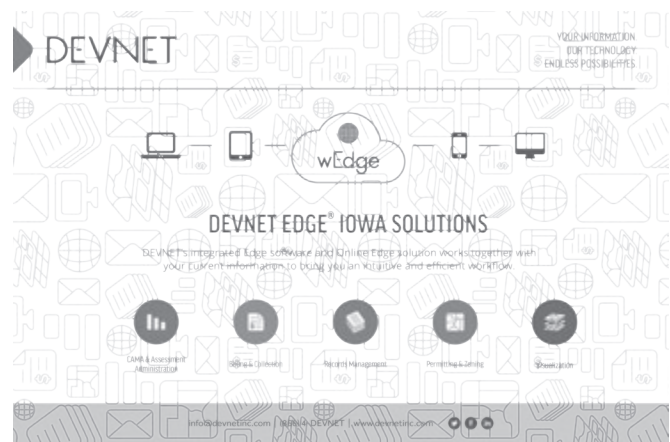 DEVNET
YOUR INFORMATION
OUR TECHNOLOGY
ENDLESS POSSIBILITIES
wEdge
DEVNET EDGE® IOWA SOLUTIONS
DEVNET's integrated Edge software and Online Edge solution works together with
your current information to bring you an intuitive and efficient workflow.
CAMA & Assessment
Administration
Billing & Collection
Records Management
Permitting & Zoning
info@devnetinc.com | DEVNET | www.devnetinc.com